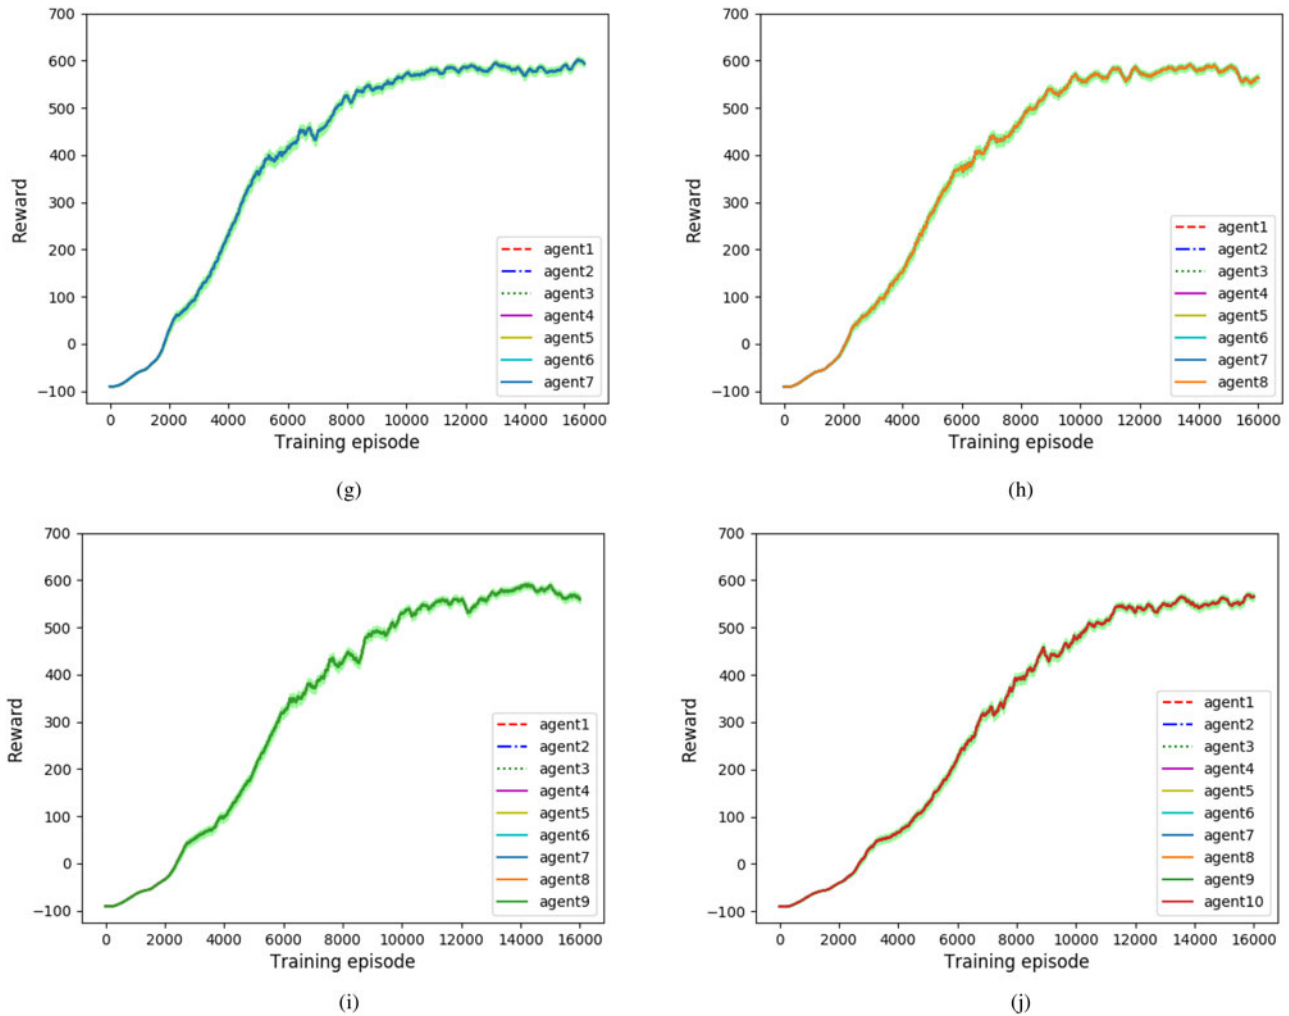 700
600
500
400
300
200
100
0
−100
Reward
agent1
agent2
agent3
agent4
agent5
agent6
agent7
0 2000 4000 6000 8000 10000 12000 14000 16000
Training episode
(g)
700
600
500
400
300
200
100
0
−100
Reward
agent1
agent2
agent3
agent4
agent5
agent6
agent7
agent8
0 2000 4000 6000 8000 10000 12000 14000 16000
Training episode
(h)
700
600
500
400
300
200
100
0
−100
Reward
agent1
agent2
agent3
agent4
agent5
agent6
agent7
agent8
agent9
0 2000 4000 6000 8000 10000 12000 14000 16000
Training episode
(i)
700
600
500
400
300
200
100
0
−100
Reward
agent1
agent2
agent3
agent4
agent5
agent6
agent7
agent8
agent9
agent10
0 2000 4000 6000 8000 10000 12000 14000 16000
Training episode
(j)